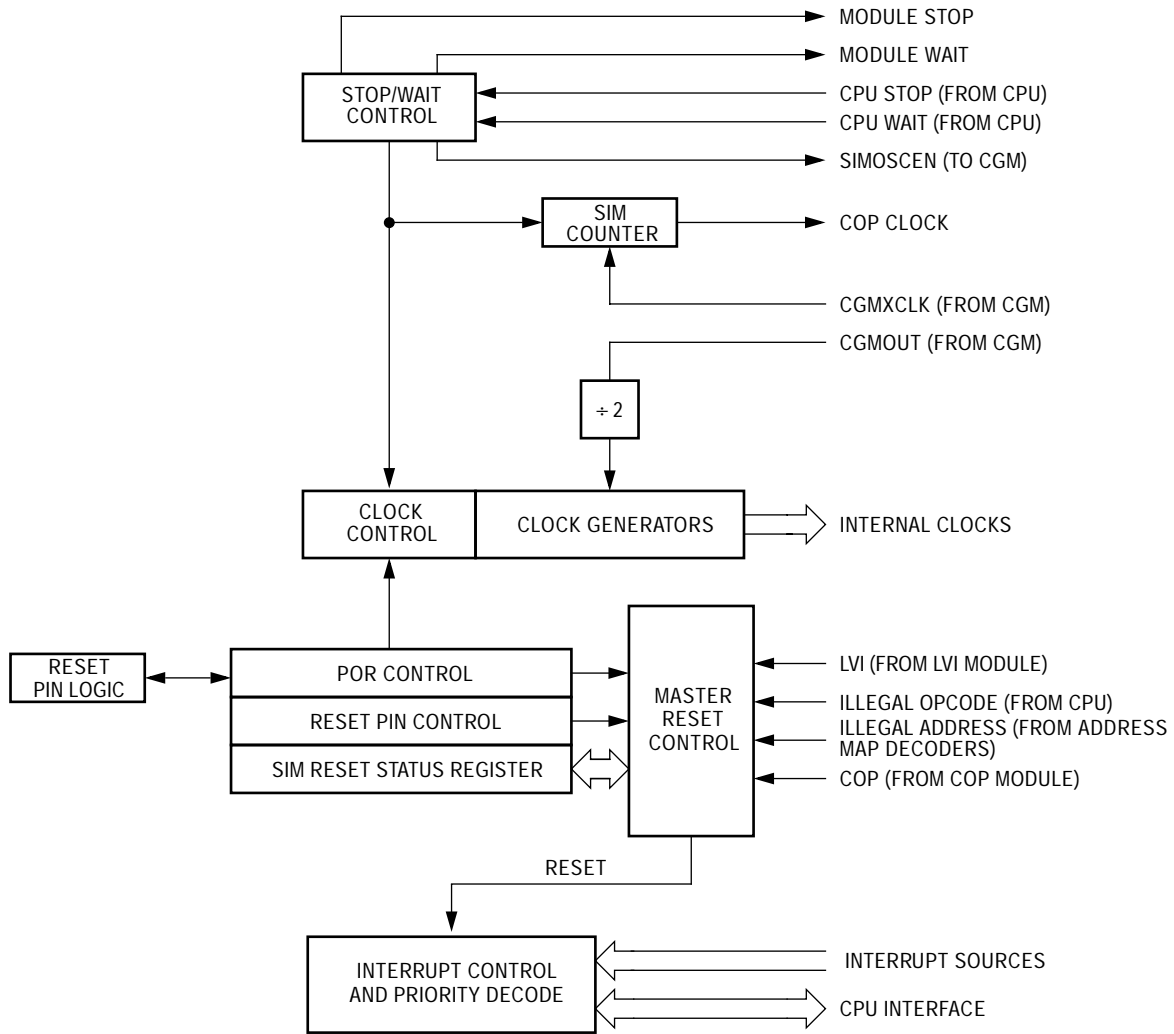 MODULE STOP
MODULE WAIT
STOP/WAIT
CONTROL
CPU STOP (FROM CPU)
CPU WAIT (FROM CPU)
SIMOSCEN (TO CGM)
SIM
COUNTER
COP CLOCK
CGMXCLK (FROM CGM)
CGMOUT (FROM CGM)
÷ 2
CLOCK
CONTROL
CLOCK GENERATORS
INTERNAL CLOCKS
RESET
PIN LOGIC
POR CONTROL
RESET PIN CONTROL
SIM RESET STATUS REGISTER
MASTER
RESET
CONTROL
LVI (FROM LVI MODULE)
ILLEGAL OPCODE (FROM CPU)
ILLEGAL ADDRESS (FROM ADDRESS
MAP DECODERS)
COP (FROM COP MODULE)
RESET
INTERRUPT CONTROL
AND PRIORITY DECODE
INTERRUPT SOURCES
CPU INTERFACE